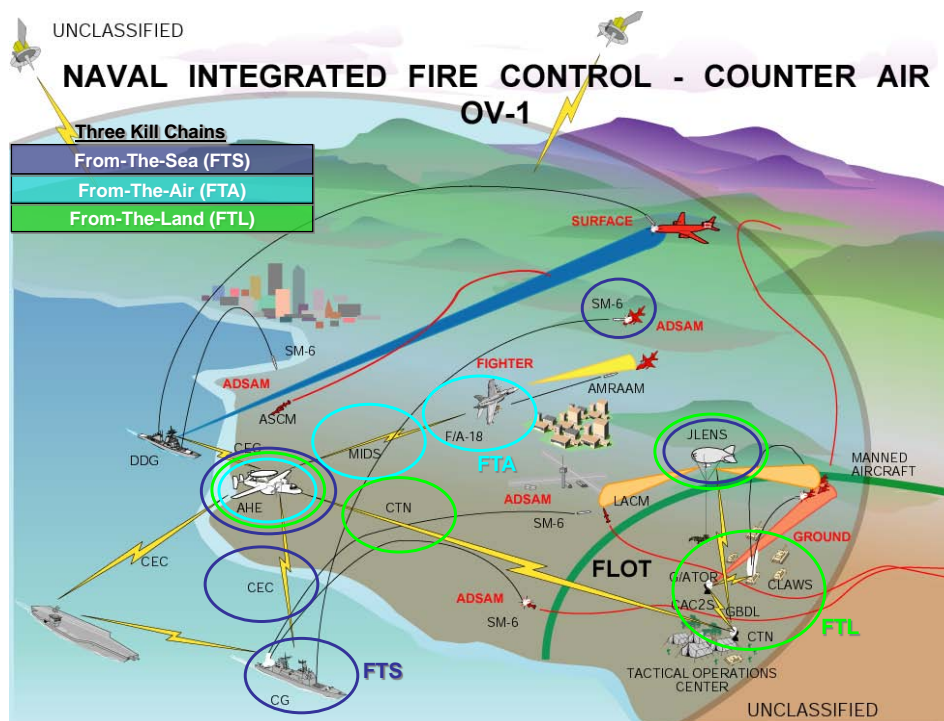 UNCLASSIFIED
NAVAL INTEGRATED FIRE CONTROL - COUNTER AIR
OV-1
Three Kill Chains
From-The-Sea (FTS)
From-The-Air (FTA)
From-The-Land (FTL)
SURFACE
SM-6
ADSAM
SM-6
FIGHTER
ADSAM
AMRAAM
ASCM
F/A-18
CEC
DDG
MIDS
FTA
JLENS
MANNED
AIRCRAFT
ADSAM
LACM
AHE
CTN
SM-6
GROUND
CEC
FLOT
CEC
G/ATOR
CLAWS
ADSAM
CAC2S
GBDL
SM-6
CTN
FTL
FTS
TACTICAL OPERATIONS
CENTER
CG
UNCLASSIFIED